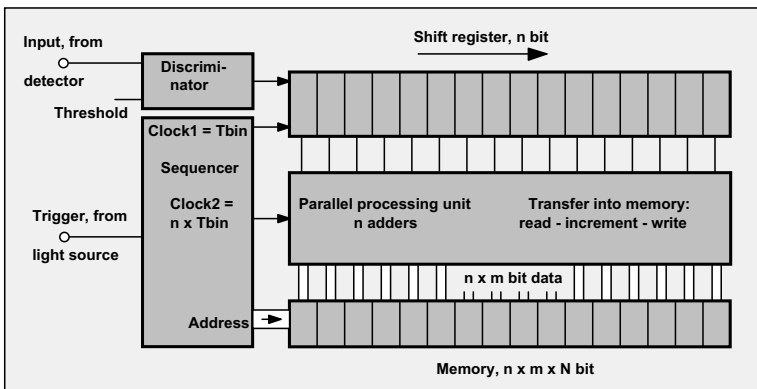 Input, from
detector
Threshold
Discrimi-
nator
Shift register, n bit
Clock1 = Tbin
Sequencer
Clock2 =
n x Tbin
Trigger, from
light source
Address
Parallel processing unit
n adders
Transfer into memory:
read - increment - write
n x m bit data
Memory, n x m x N bit